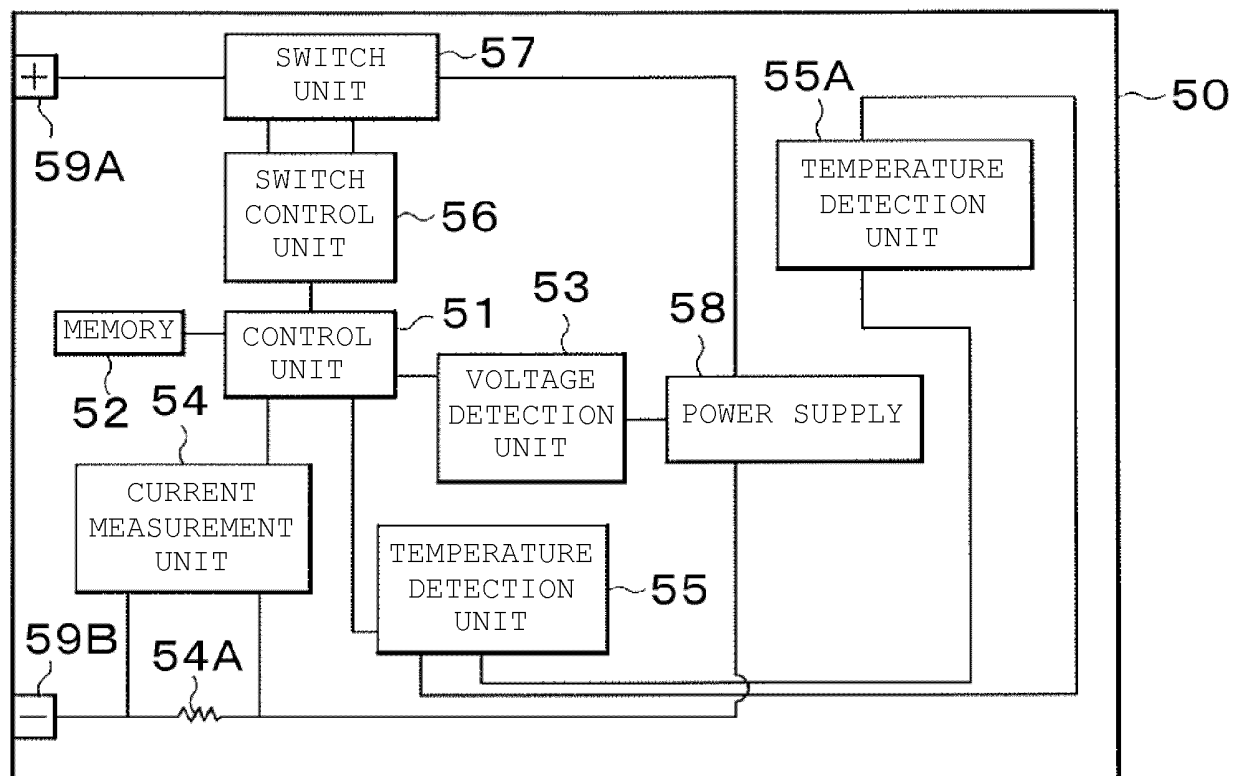 SWITCH
UNIT
57
55A
50
+
59A
SWITCH
CONTROL
UNIT
56
TEMPERATURE
DETECTION
UNIT
MEMORY
52
CONTROL
UNIT
51
53
VOLTAGE
DETECTION
UNIT
58
POWER SUPPLY
54
CURRENT
MEASUREMENT
UNIT
TEMPERATURE
DETECTION
UNIT
55
59B
54A
−